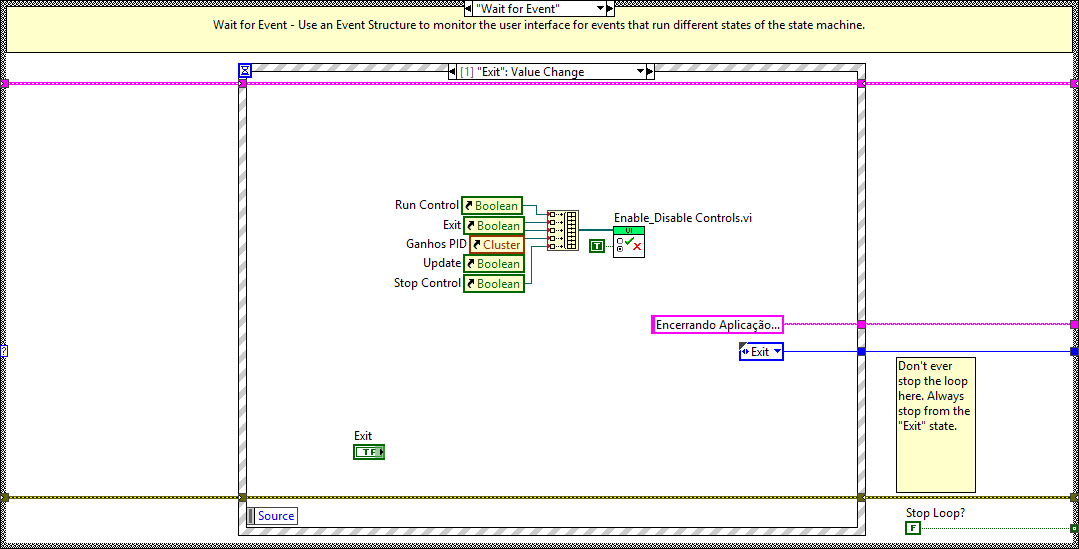 "Wait for Event"
Wait for Event - Use an Event Structure to monitor the user interface for events that run different states of the state machine.
[1] "Exit": Value Change
Run Control
Boolean
Exit
Boolean
Ganhos PID
Cluster
Update
Boolean
Stop Control
Boolean
Enable_Disable Controls.vi
UI
T
Encerrando Aplicação...
Exit
?
Don't ever
stop the loop
here. Always
stop from the
"Exit" state.
Exit
TF
Source
Stop Loop?
F